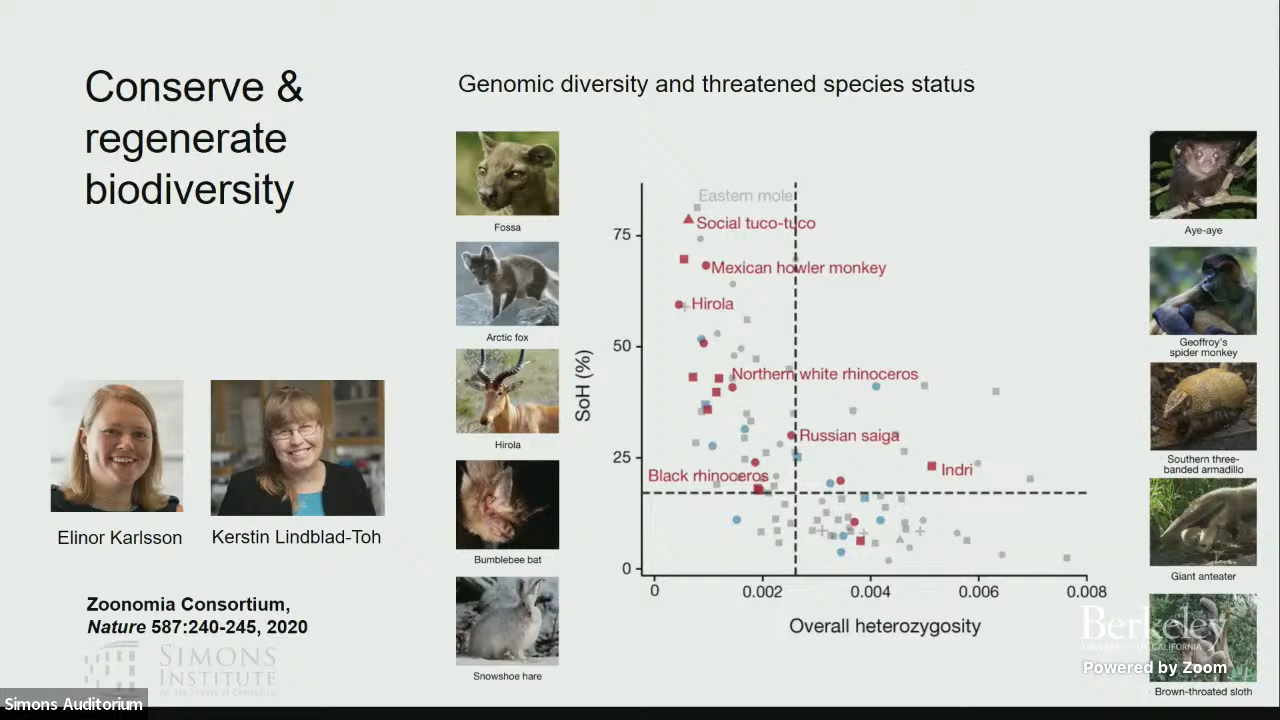 Conserve &
regenerate
biodiversity
Genomic diversity and threatened species status
Fossa
Arctic fox
Hirola
Bumblebee bat
Snowshoe hare
Elinor Karlsson
Kerstin Lindblad-Toh
Zoonomia Consortium,
Nature 587:240-245, 2020
SIMONS
INSTITUTE
for the Theory of Computing
Simons Auditorium
SoH (%)
75
50
25
0
Eastern mole
Social tuco-tuco
Mexican howler monkey
Hirola
Northern white rhinoceros
Russian saiga
Black rhinoceros
Indri
0
0.002
0.004
0.006
0.008
Overall heterozygosity
Aye-aye
Geoffroy's
spider monkey
Southern three-
banded armadillo
Giant anteater
Brown-throated sloth
Berkeley
Powered by Zoom